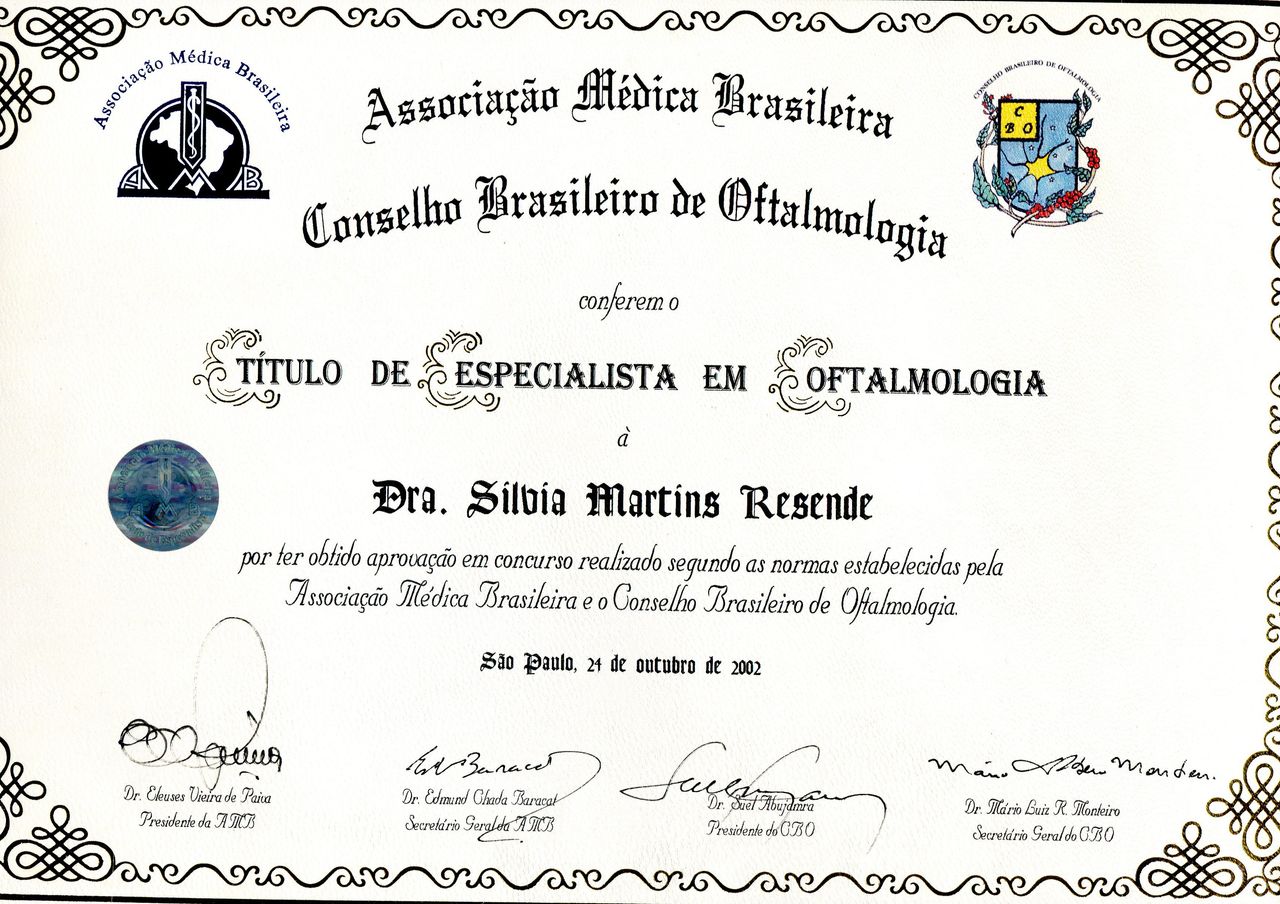 Associação Médica Brasileira
CONSELHO BRASILEIRO DE OFTALMOLOGIA
C
B O
AMB
Associação Médica Brasileira
Conselho Brasileiro de Oftalmologia
conferem o
TÍTULO DE ESPECIALISTA EM OFTALMOLOGIA
à
Dra. Silvia Martins Resende
Associação Médica Brasileira
por ter obtido aprovação em concurso realizado segundo as normas estabelecidas pela
Associação Médica Brasileira e o Conselho Brasileiro de Oftalmologia.
São Paulo, 24 de outubro de 2002
Dr. Eleuses Vieira de Paiva
Presidente da AMB
Dr. Edmund Chada Baracat
Secretário Geral da AMB
Dr. Suel Abujamra
Presidente do CBO
Dr. Mário Luiz R. Monteiro
Secretário Geral do CBO